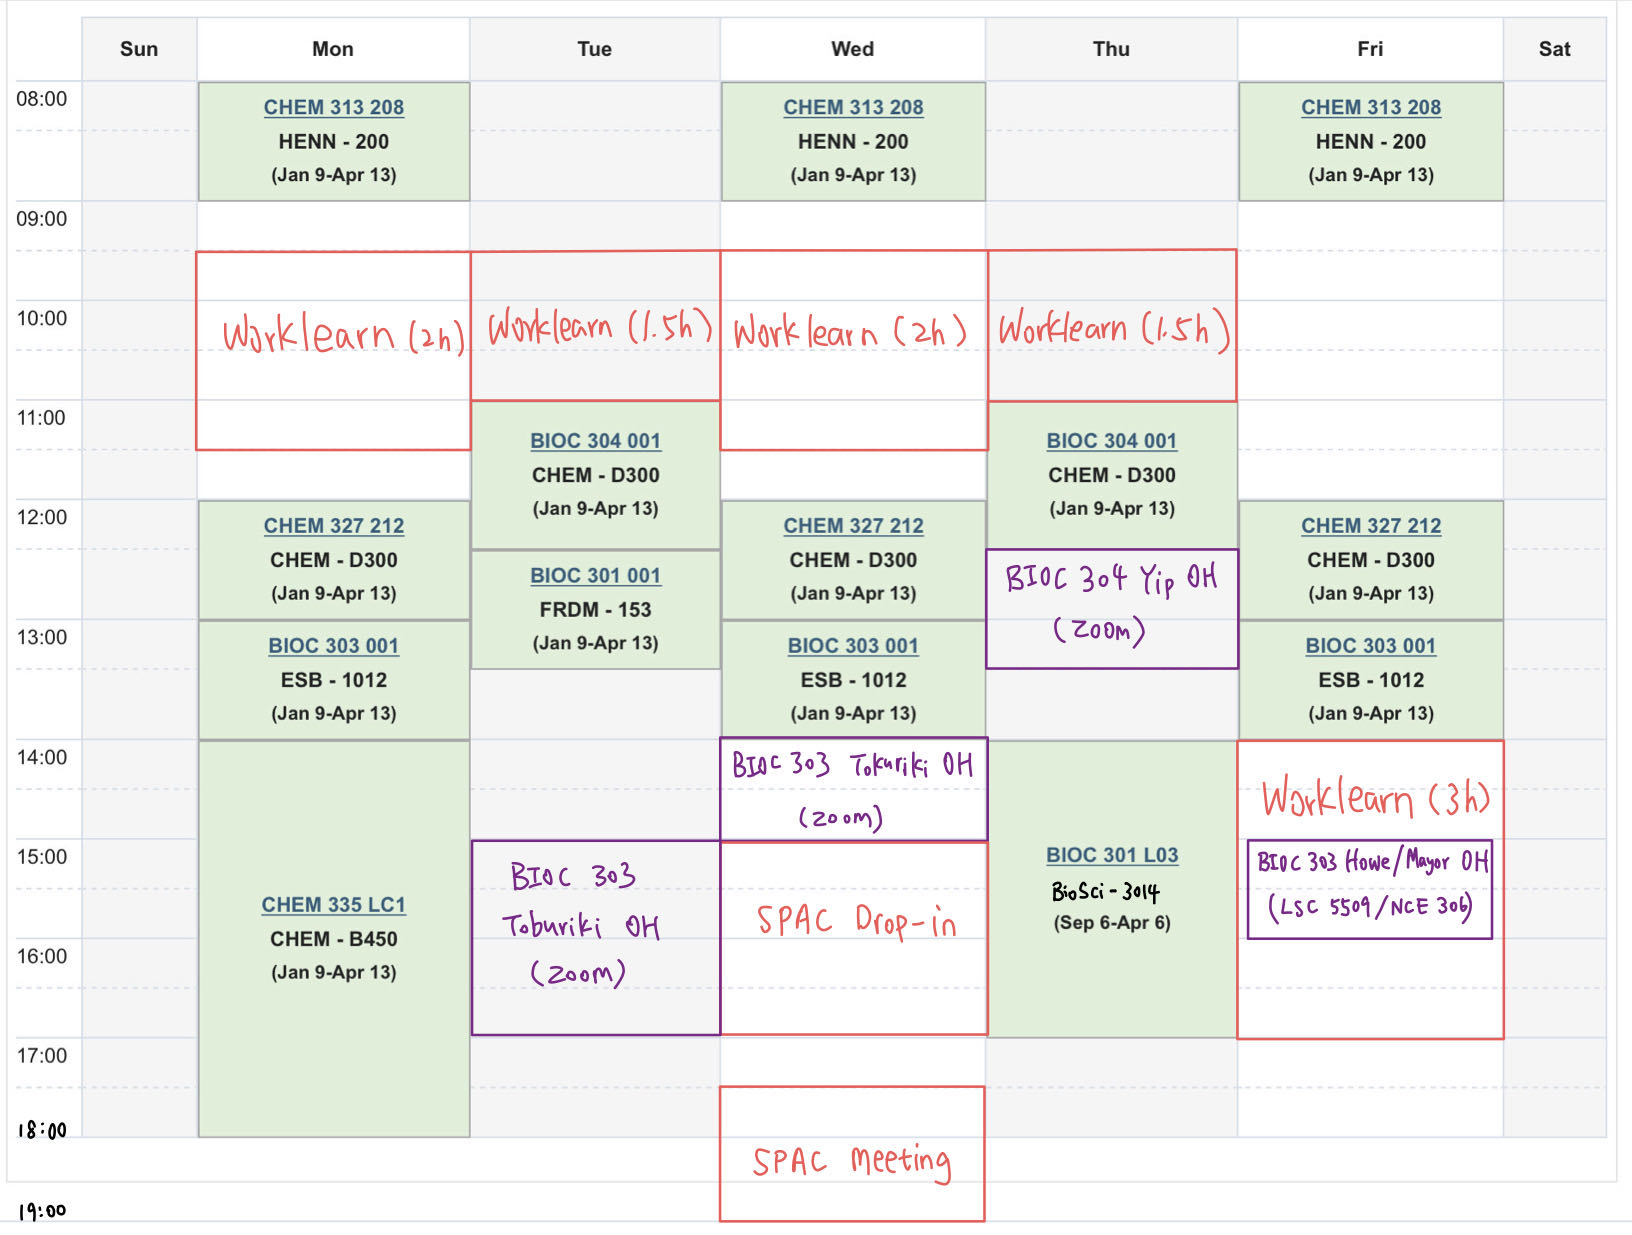 Sun Mon Tue Wed Thu Fri Sat
08:00
CHEM 313 208
HENN - 200
(Jan 9-Apr 13)
CHEM 313 208
HENN - 200
(Jan 9-Apr 13)
CHEM 313 208
HENN - 200
(Jan 9-Apr 13)
09:00
Worklearn (2h)
Worklearn (1.5h)
Worklearn (2h)
Worklearn (1.5h)
10:00
11:00
BIOC 304 001
CHEM - D300
(Jan 9-Apr 13)
BIOC 304 001
CHEM - D300
(Jan 9-Apr 13)
12:00
CHEM 327 212
CHEM - D300
(Jan 9-Apr 13)
BIOC 301 001
FRDM - 153
(Jan 9-Apr 13)
CHEM 327 212
CHEM - D300
(Jan 9-Apr 13)
BIOC 304 Yip OH
(Zoom)
CHEM 327 212
CHEM - D300
(Jan 9-Apr 13)
13:00
BIOC 303 001
ESB - 1012
(Jan 9-Apr 13)
BIOC 303 001
ESB - 1012
(Jan 9-Apr 13)
BIOC 303 001
ESB - 1012
(Jan 9-Apr 13)
14:00
CHEM 335 LC1
CHEM - B450
(Jan 9-Apr 13)
BIOC 303 Tokuriki OH
(Zoom)
BIOC 301 L03
BioSci - 3014
(Sep 6-Apr 6)
Worklearn (3h)
15:00
BIOC 303
Toburiki OH
(Zoom)
SPAC Drop-in
BIOC 303 Howe/Mayor OH
(LSC 5509/NCE 306)
16:00
17:00
SPAC Meeting
18:00
19:00